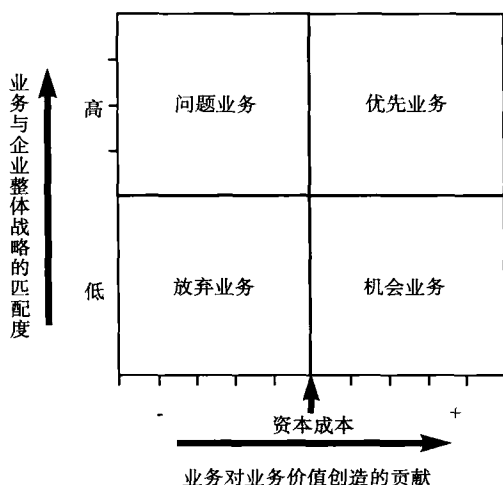 业务与企业整体战略的匹配度
高
问题业务
优先业务
低
放弃业务
机会业务
-
+
资本成本
业务对业务价值创造的贡献